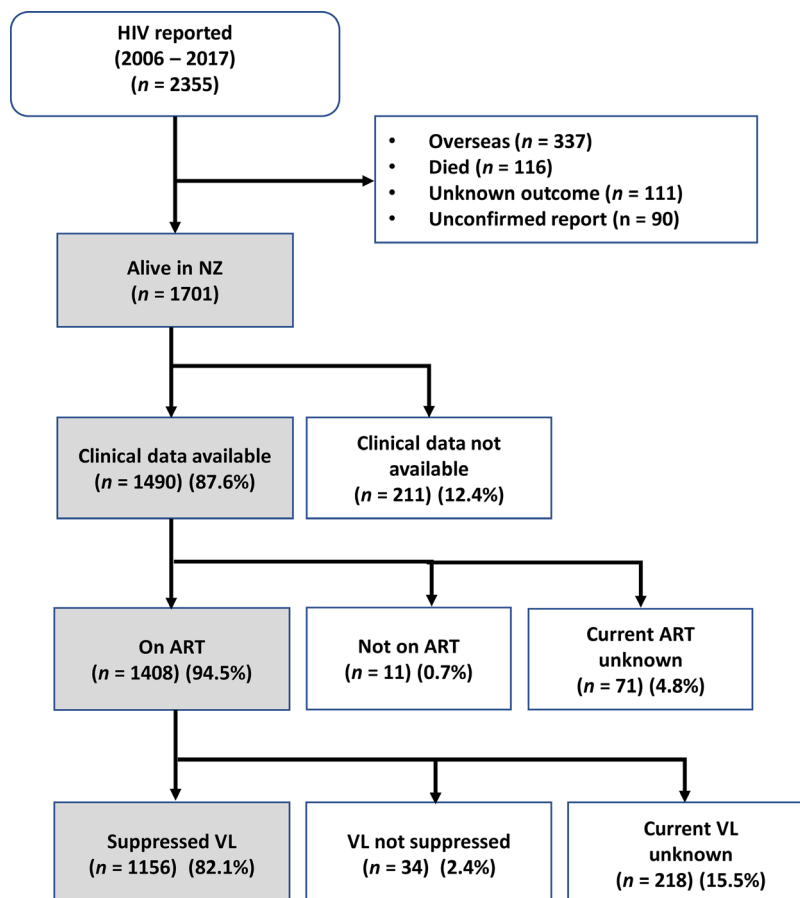 HIV reported
(2006 – 2017)
(n = 2355)
• Overseas (n = 337)
• Died (n = 116)
• Unknown outcome (n = 111)
• Unconfirmed report (n = 90)
Alive in NZ
(n = 1701)
Clinical data available
(n = 1490) (87.6%)
Clinical data not
available
(n = 211) (12.4%)
On ART
(n = 1408) (94.5%)
Not on ART
(n = 11) (0.7%)
Current ART
unknown
(n = 71) (4.8%)
Suppressed VL
(n = 1156) (82.1%)
VL not suppressed
(n = 34) (2.4%)
Current VL
unknown
(n = 218) (15.5%)